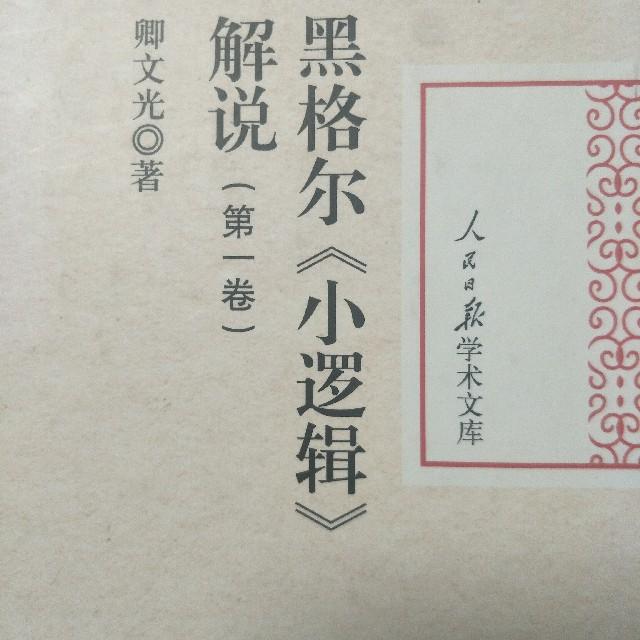 人民日报学术文库
黑格尔《小逻辑》
解说（第一卷）
卿文光◎著